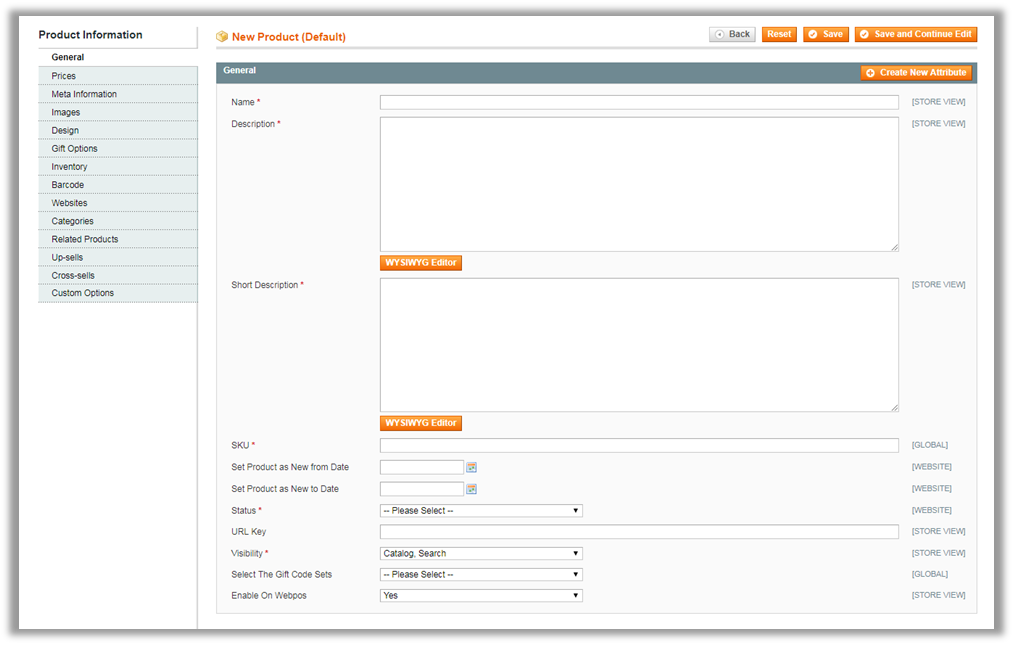 Product Information
General
Prices
Meta Information
Images
Design
Gift Options
Inventory
Barcode
Websites
Categories
Related Products
Up-sells
Cross-sells
Custom Options
New Product (Default)
Back Reset Save Save and Continue Edit
General Create New Attribute
Name * [STORE VIEW]
Description * [STORE VIEW]
WYSIWYG Editor
Short Description * [STORE VIEW]
WYSIWYG Editor
SKU * [GLOBAL]
Set Product as New from Date [WEBSITE]
Set Product as New to Date [WEBSITE]
Status * -- Please Select -- [WEBSITE]
URL Key [STORE VIEW]
Visibility * Catalog, Search [STORE VIEW]
Select The Gift Code Sets -- Please Select -- [GLOBAL]
Enable On Webpos Yes [STORE VIEW]